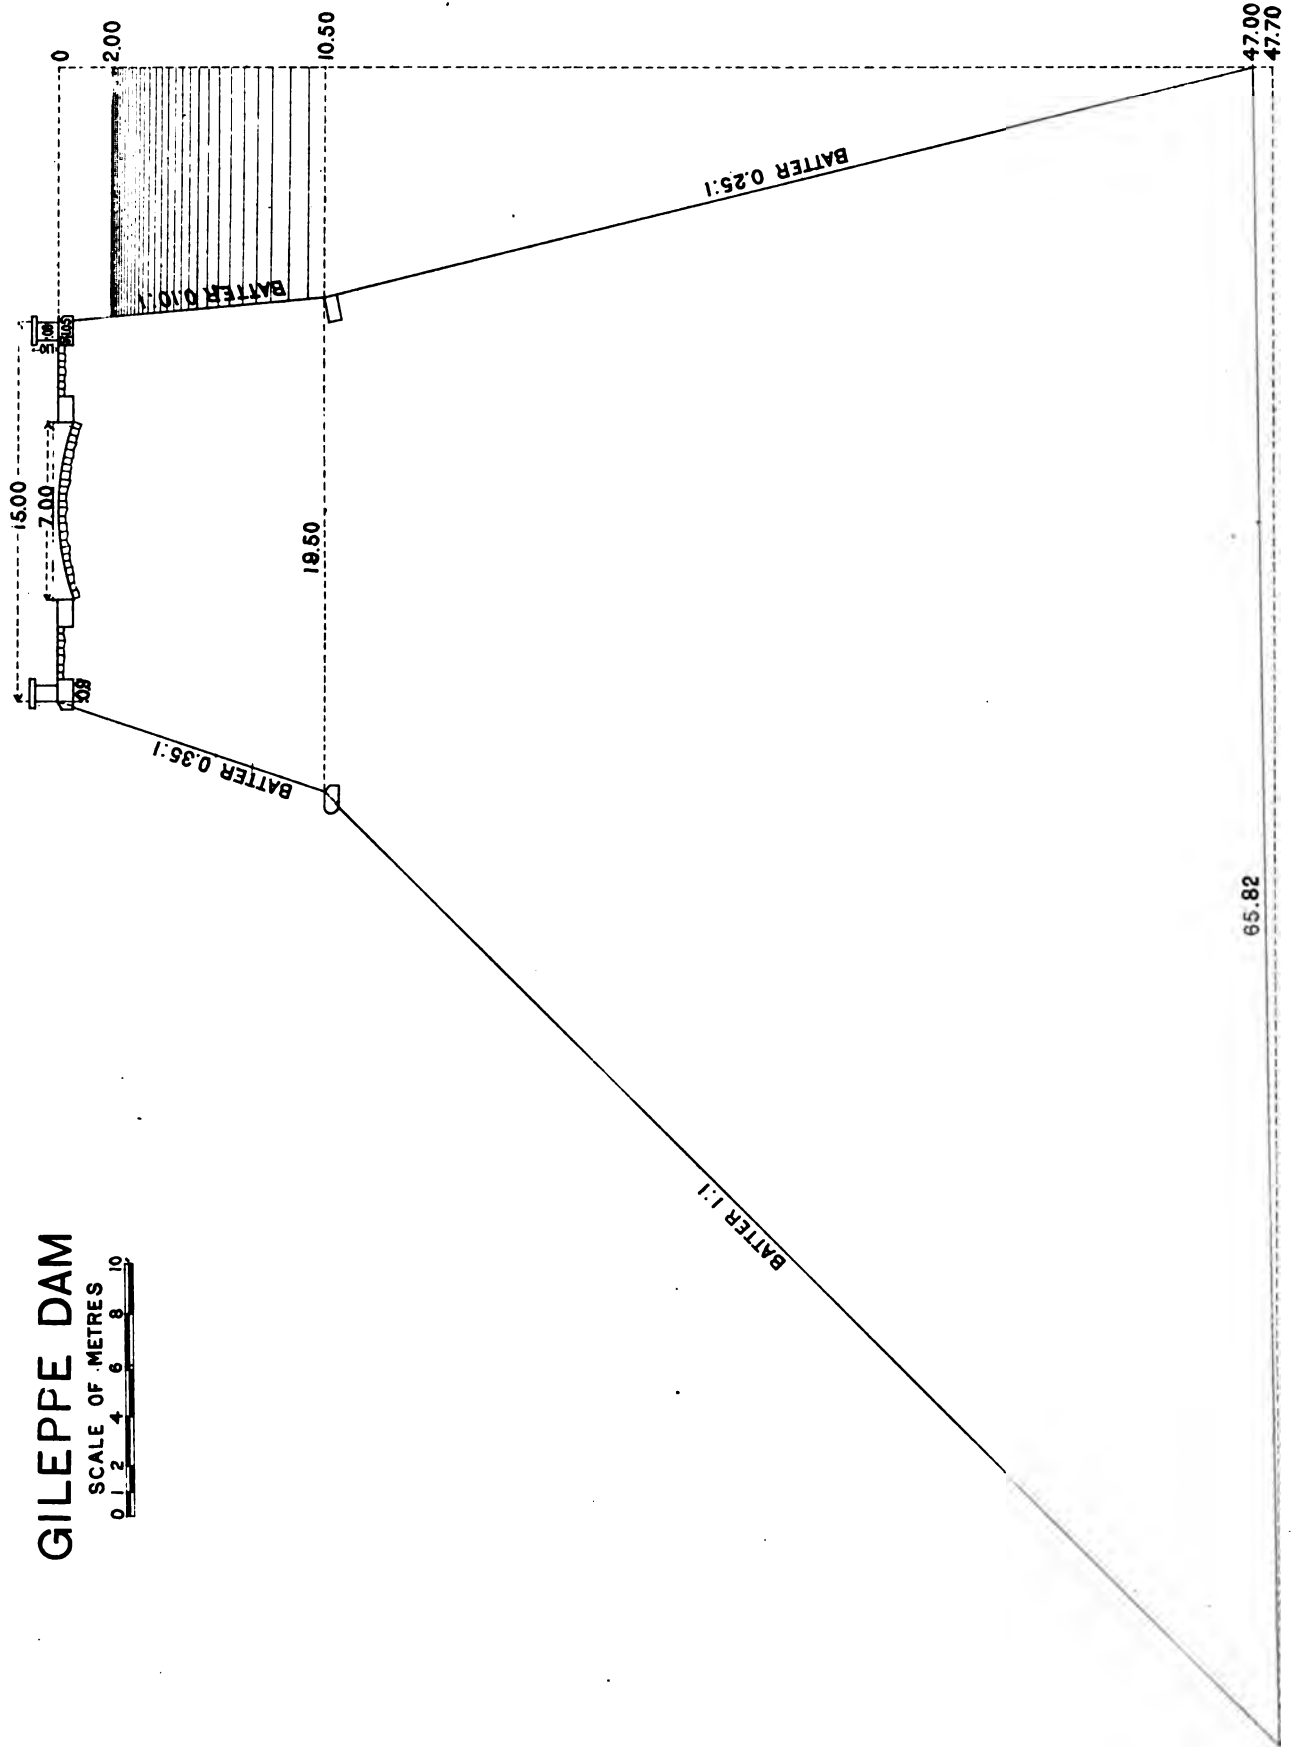 GILEPPE DAM
SCALE OF METRES
0 1 2 4 6 8 10
15.00
7.00
0
2.00
10.50
BATTER 0.10:1
BATTER 0.35:1
19.50
BATTER 0.25:1
BATTER 1:1
65.82
47.00
47.70